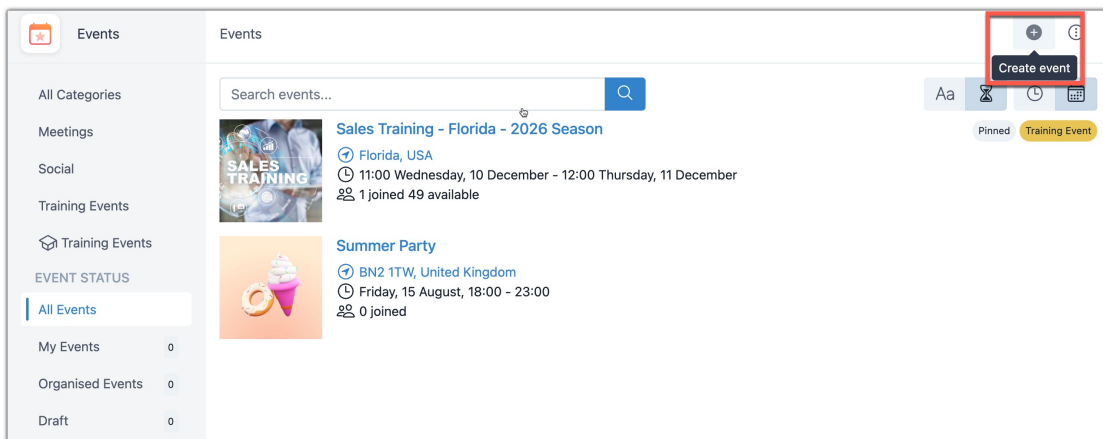 Events
Events
Create event
All Categories
Meetings
Social
Training Events
Training Events
EVENT STATUS
All Events
My Events 0
Organised Events 0
Draft 0
Search events...
Aa
SALES
TRAINING
Sales Training - Florida - 2026 Season
Pinned Training Event
Florida, USA
11:00 Wednesday, 10 December - 12:00 Thursday, 11 December
1 joined 49 available
Summer Party
BN2 1TW, United Kingdom
Friday, 15 August, 18:00 - 23:00
0 joined